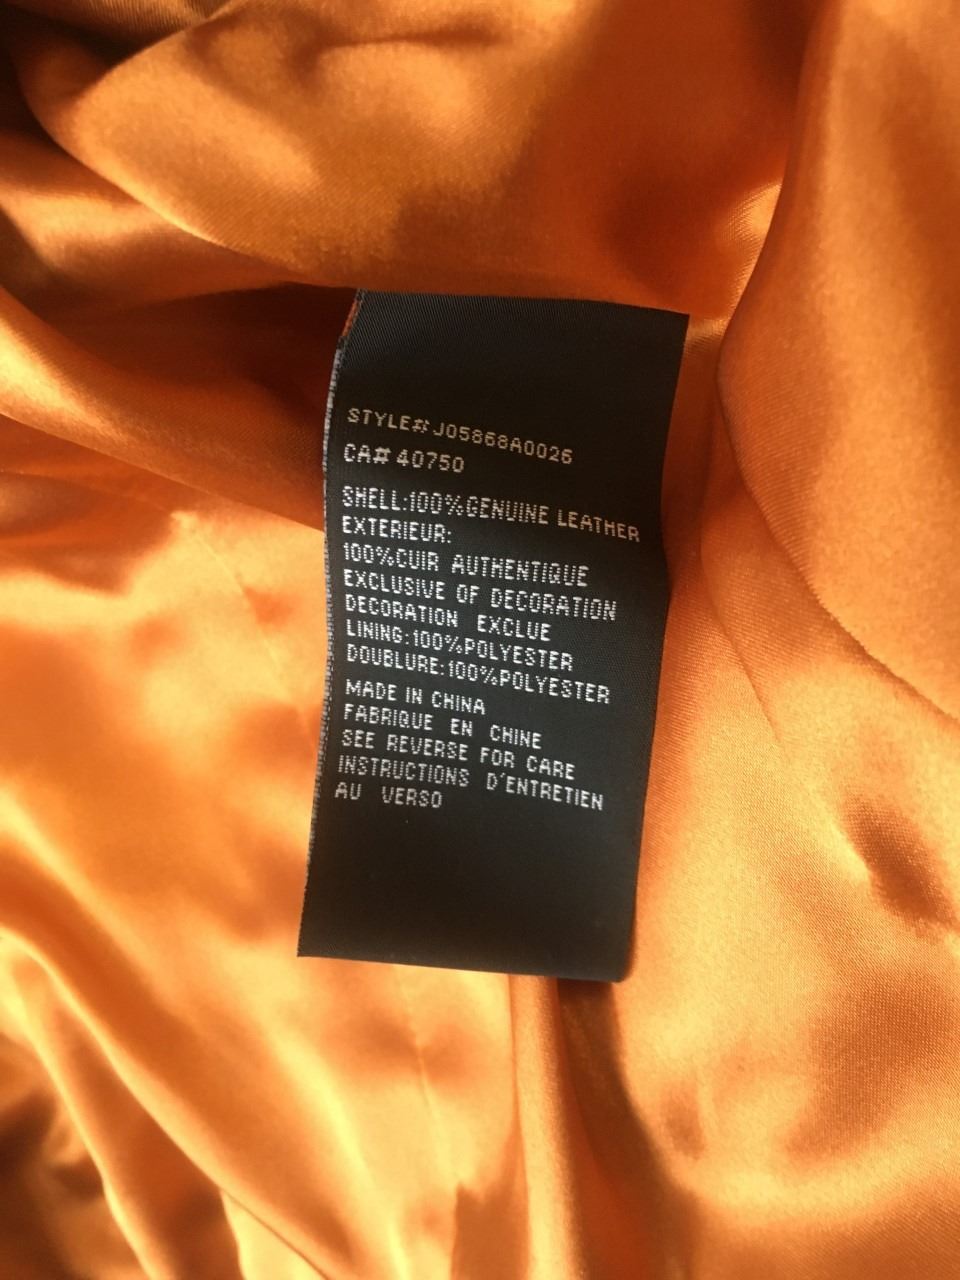 STYLE# J05868A0026
CA# 40750
SHELL:100%GENUINE LEATHER
EXTERIEUR:
100%CUIR AUTHENTIQUE
EXCLUSIVE OF DECORATION
DECORATION EXCLUE
LINING:100%POLYESTER
DOUBLURE:100%POLYESTER
MADE IN CHINA
FABRIQUE EN CHINE
SEE REVERSE FOR CARE
INSTRUCTIONS D'ENTRETIEN
AU VERSO